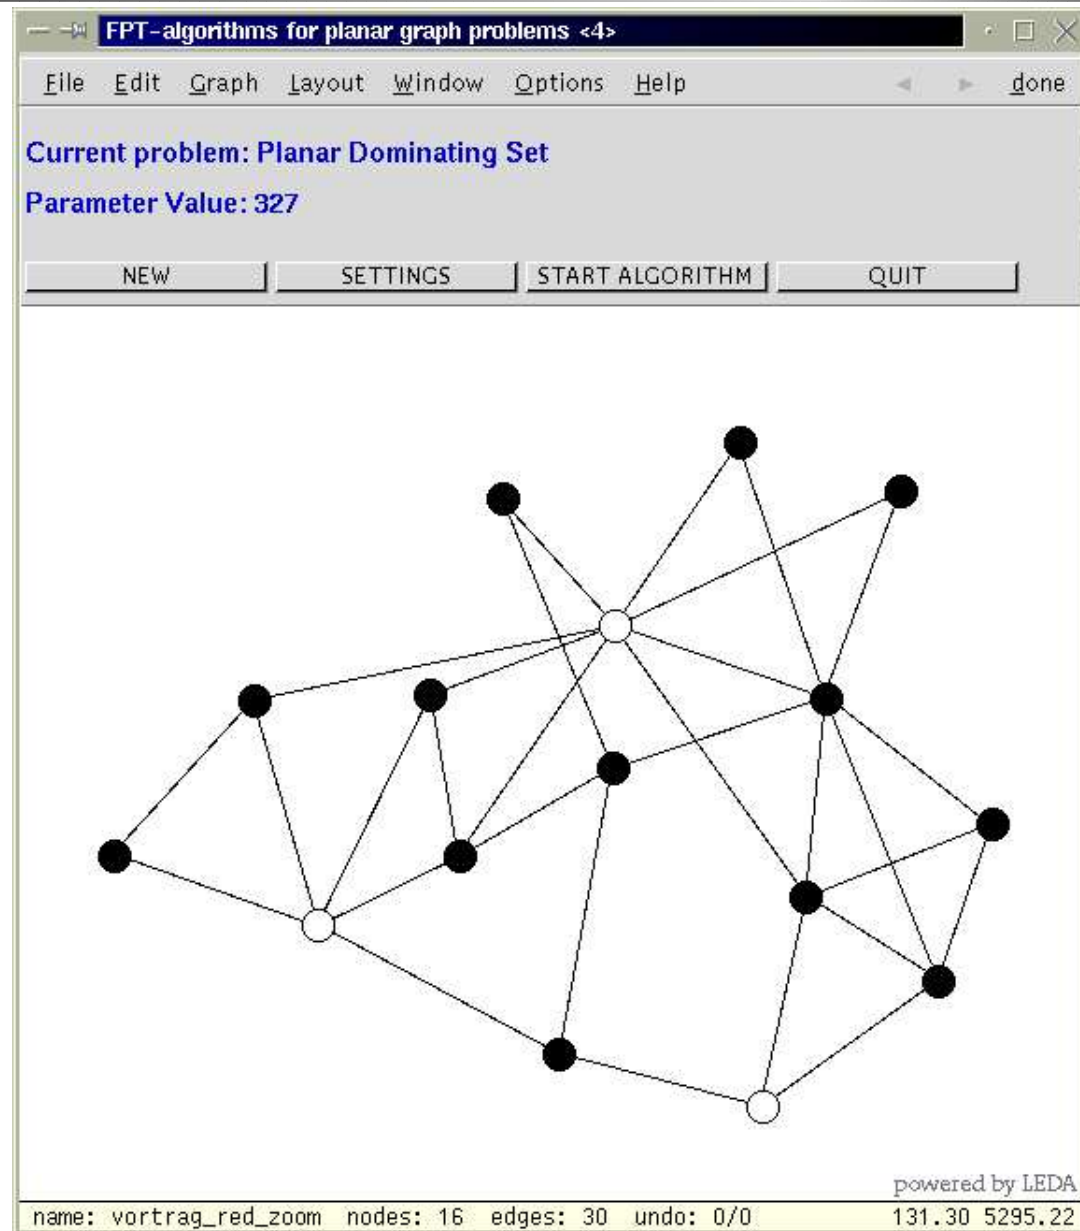 FPT-algorithms for planar graph problems <4>
File Edit Graph Layout Window Options Help done
Current problem: Planar Dominating Set
Parameter Value: 327
NEW SETTINGS START ALGORITHM QUIT
powered by LEDA
name: vortrag_red_zoom nodes: 16 edges: 30 undo: 0/0 131.30 5295.22